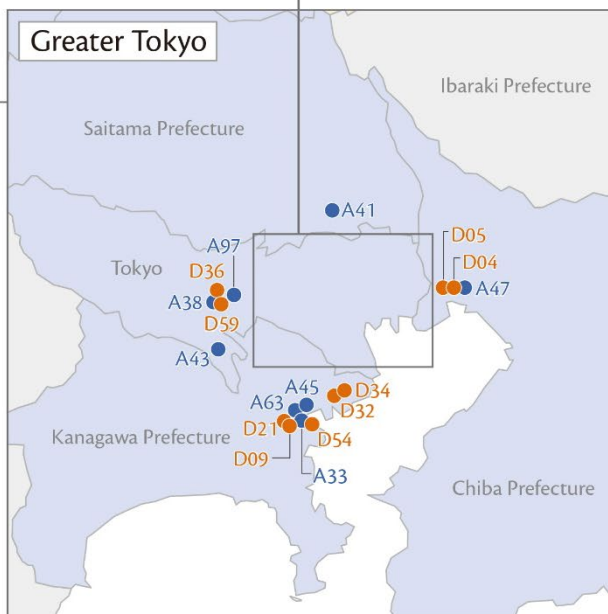 Greater Tokyo
Ibaraki Prefecture
Saitama Prefecture
A41
D05
A97
D04
D36
Tokyo
A38
A47
D59
A43
A45
D34
A63
D32
D21
D54
Kanagawa Prefecture
D09
A33
Chiba Prefecture